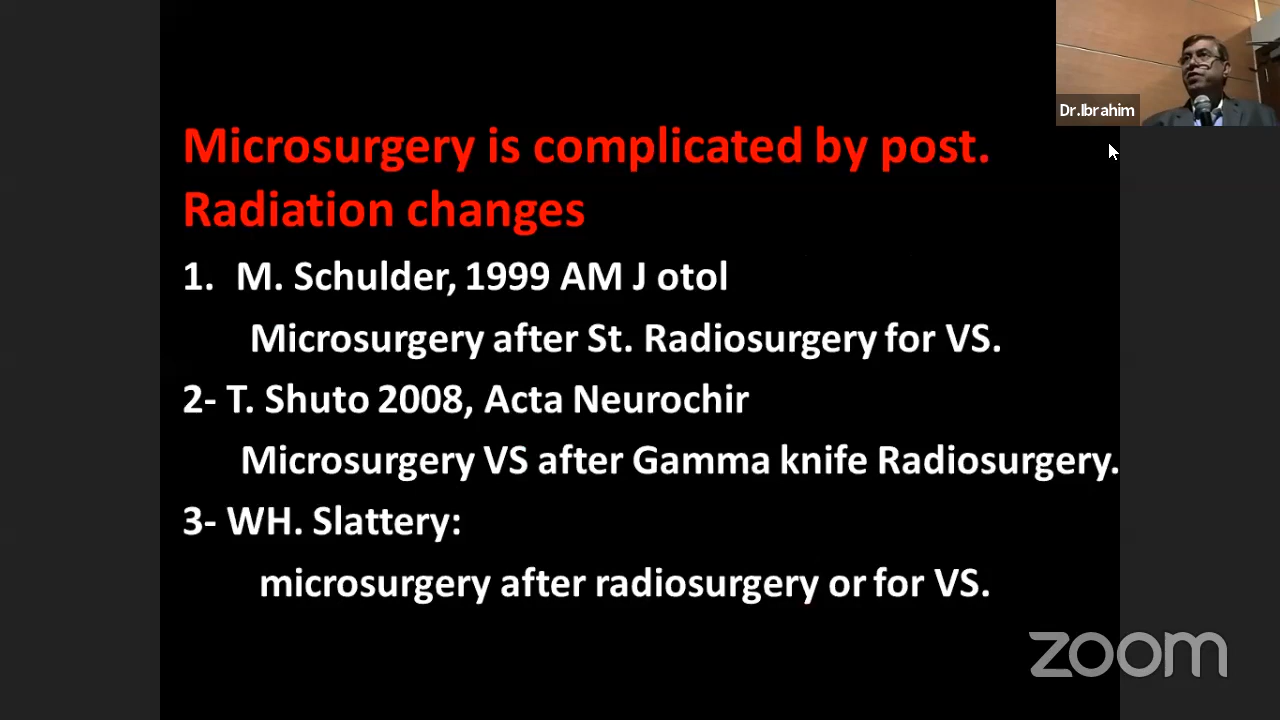 Dr.Ibrahim
Microsurgery is complicated by post.
Radiation changes
1. M. Schulder, 1999 AM J otol
Microsurgery after St. Radiosurgery for VS.
2- T. Shuto 2008, Acta Neurochir
Microsurgery VS after Gamma knife Radiosurgery.
3- WH. Slattery:
microsurgery after radiosurgery or for VS.
zoom